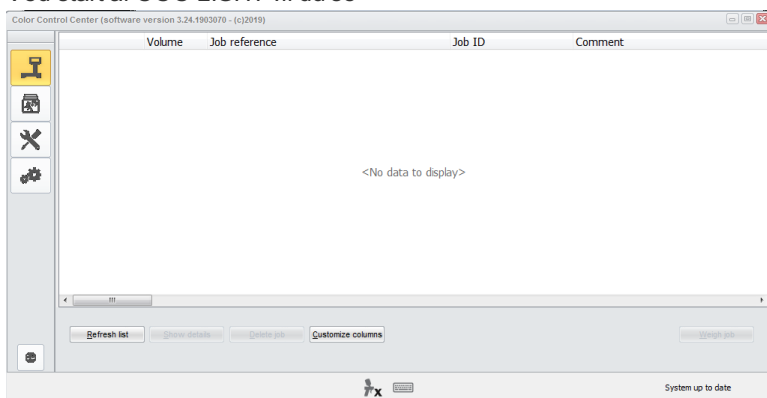 Color Control Center (software version 3.24.1903070 - (c)2019)
Volume Job reference Job ID Comment
<No data to display>
Refresh list Show details Delete job Customize columns Weigh job
x
System up to date